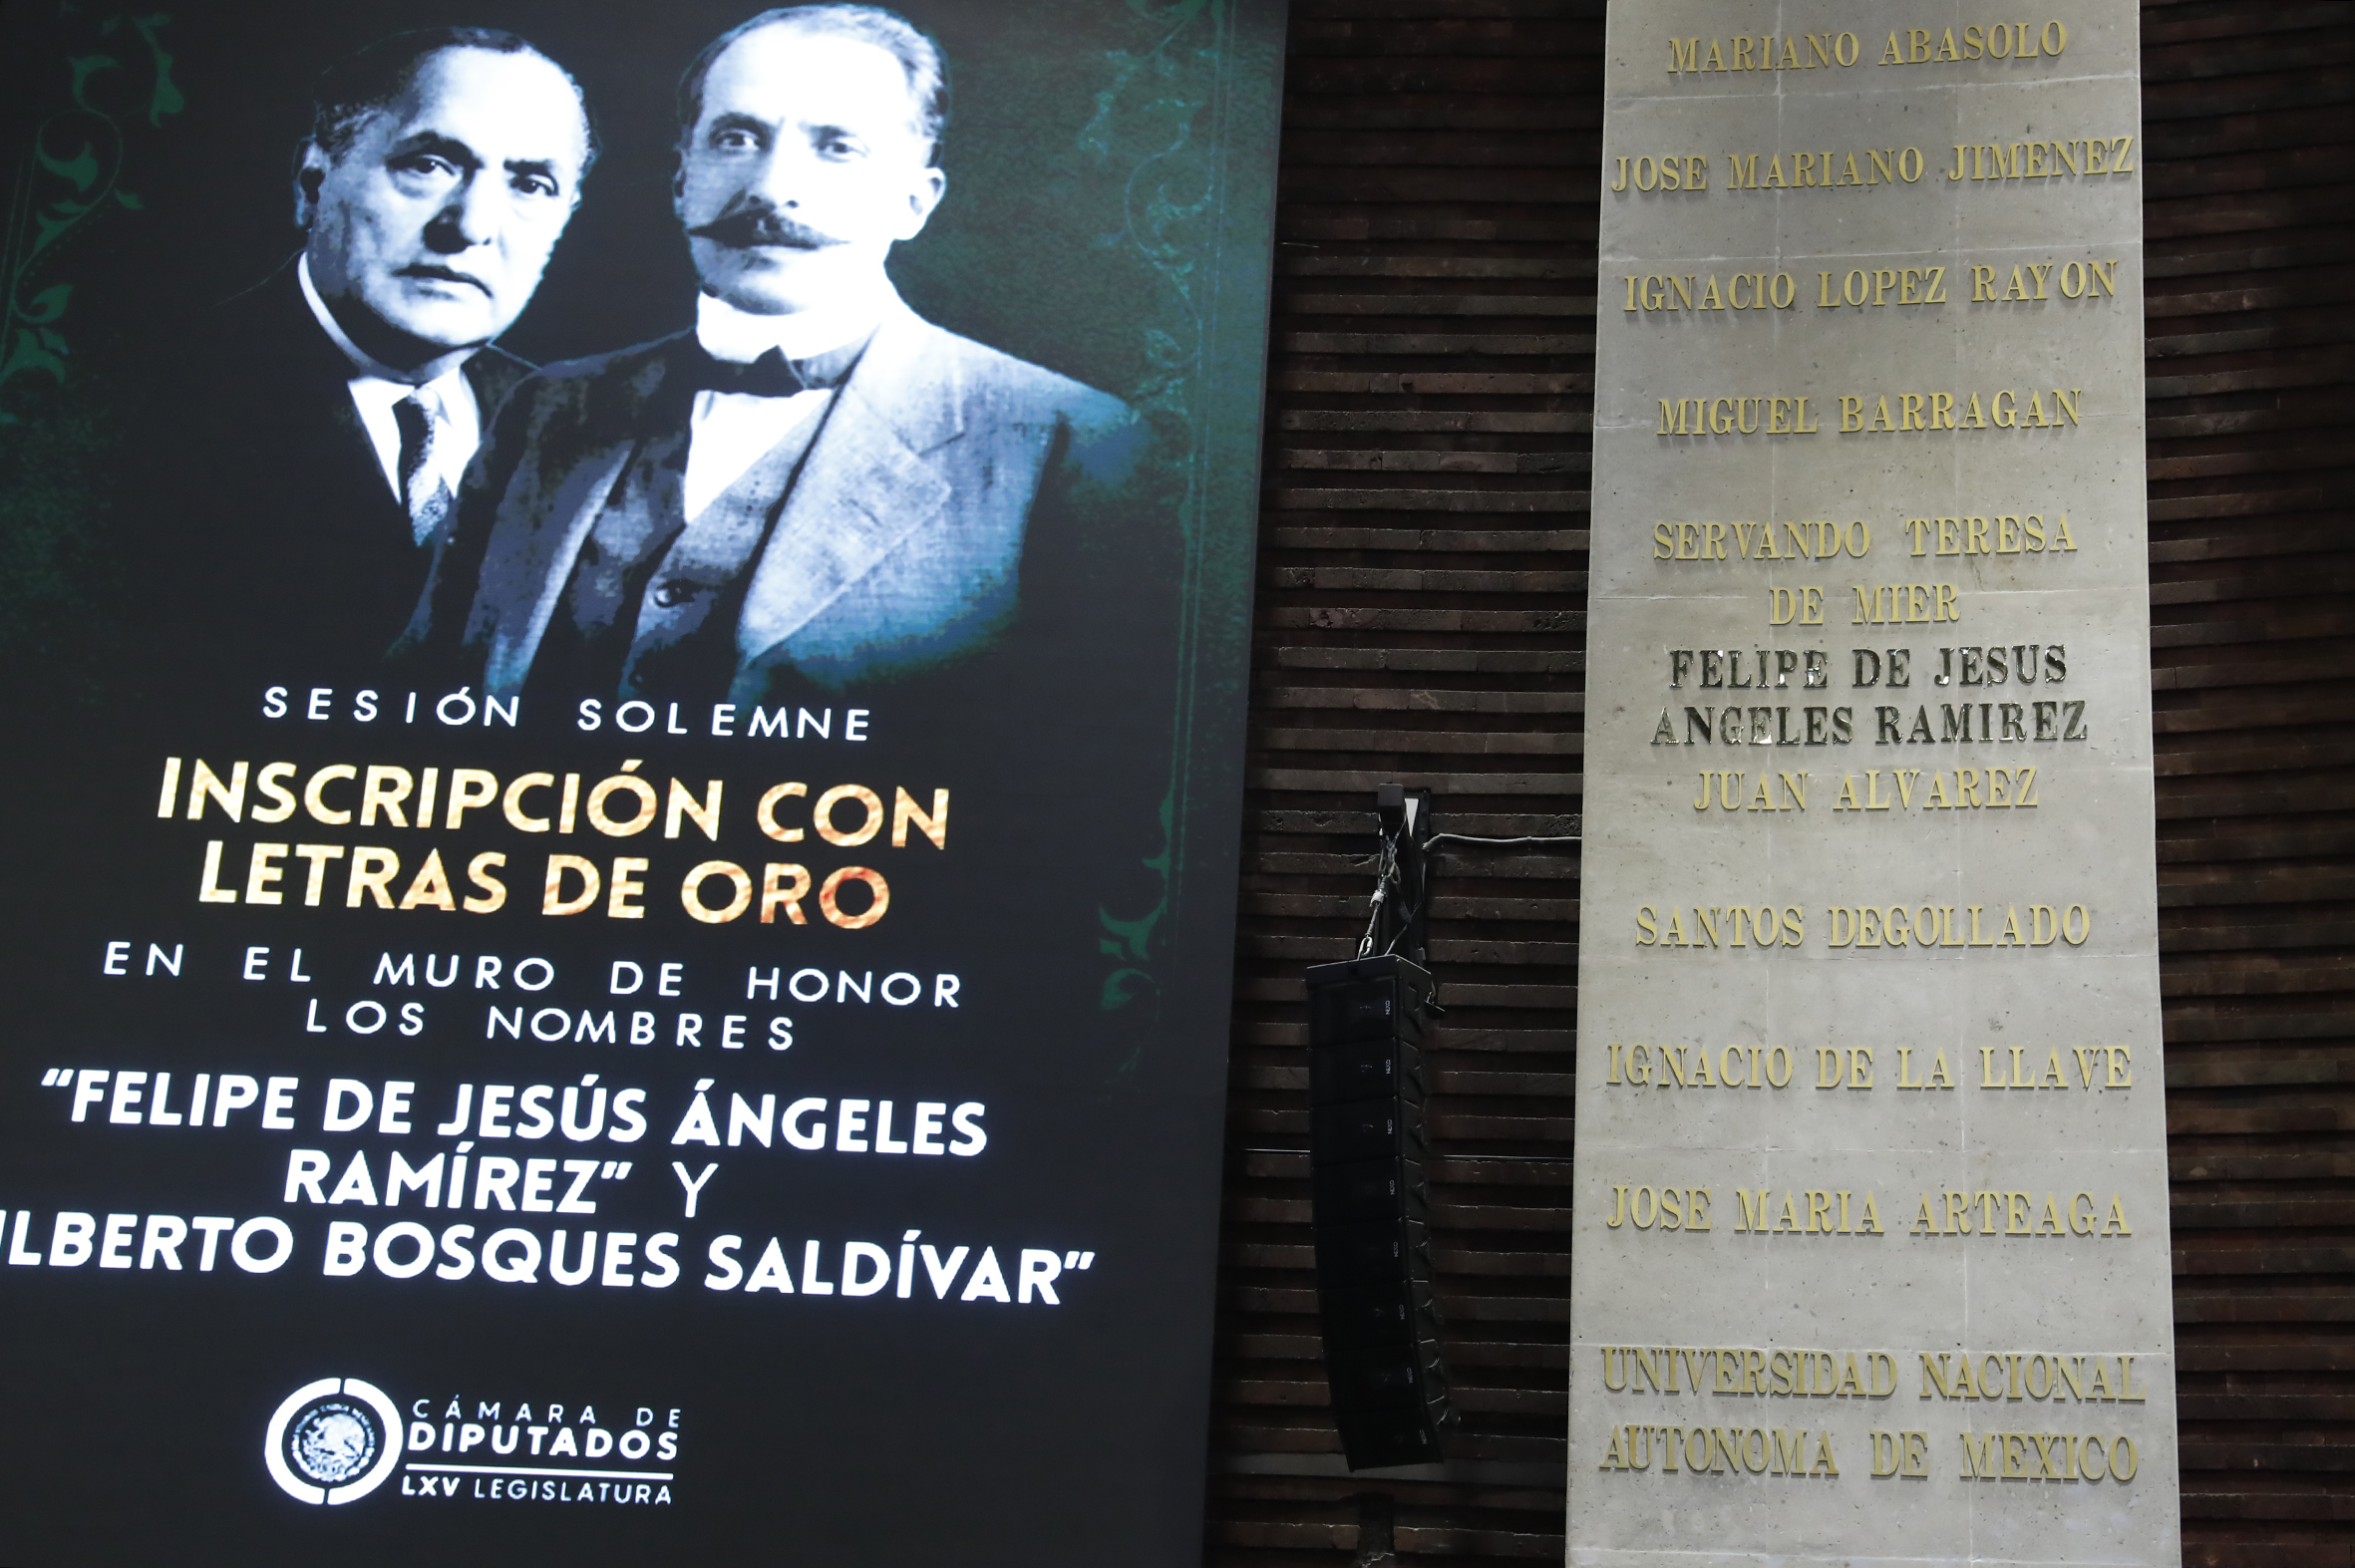 SESIÓN SOLEMNE
INSCRIPCIÓN CON
LETRAS DE ORO
EN EL MURO DE HONOR
LOS NOMBRES
“FELIPE DE JESÚS ÁNGELES
RAMÍREZ” Y
ILBERTO BOSQUES SALDÍVAR”
CÁMARA DE
DIPUTADOS
LXV LEGISLATURA
MARIANO ABASOLO
JOSE MARIANO JIMENEZ
IGNACIO LOPEZ RAYON
MIGUEL BARRAGAN
SERVANDO TERESA
DE MIER
FELIPE DE JESUS
ANGELES RAMIREZ
JUAN ALVAREZ
SANTOS DEGOLLADO
IGNACIO DE LA LLAVE
JOSE MARIA ARTEAGA
UNIVERSIDAD NACIONAL
AUTONOMA DE MEXICO